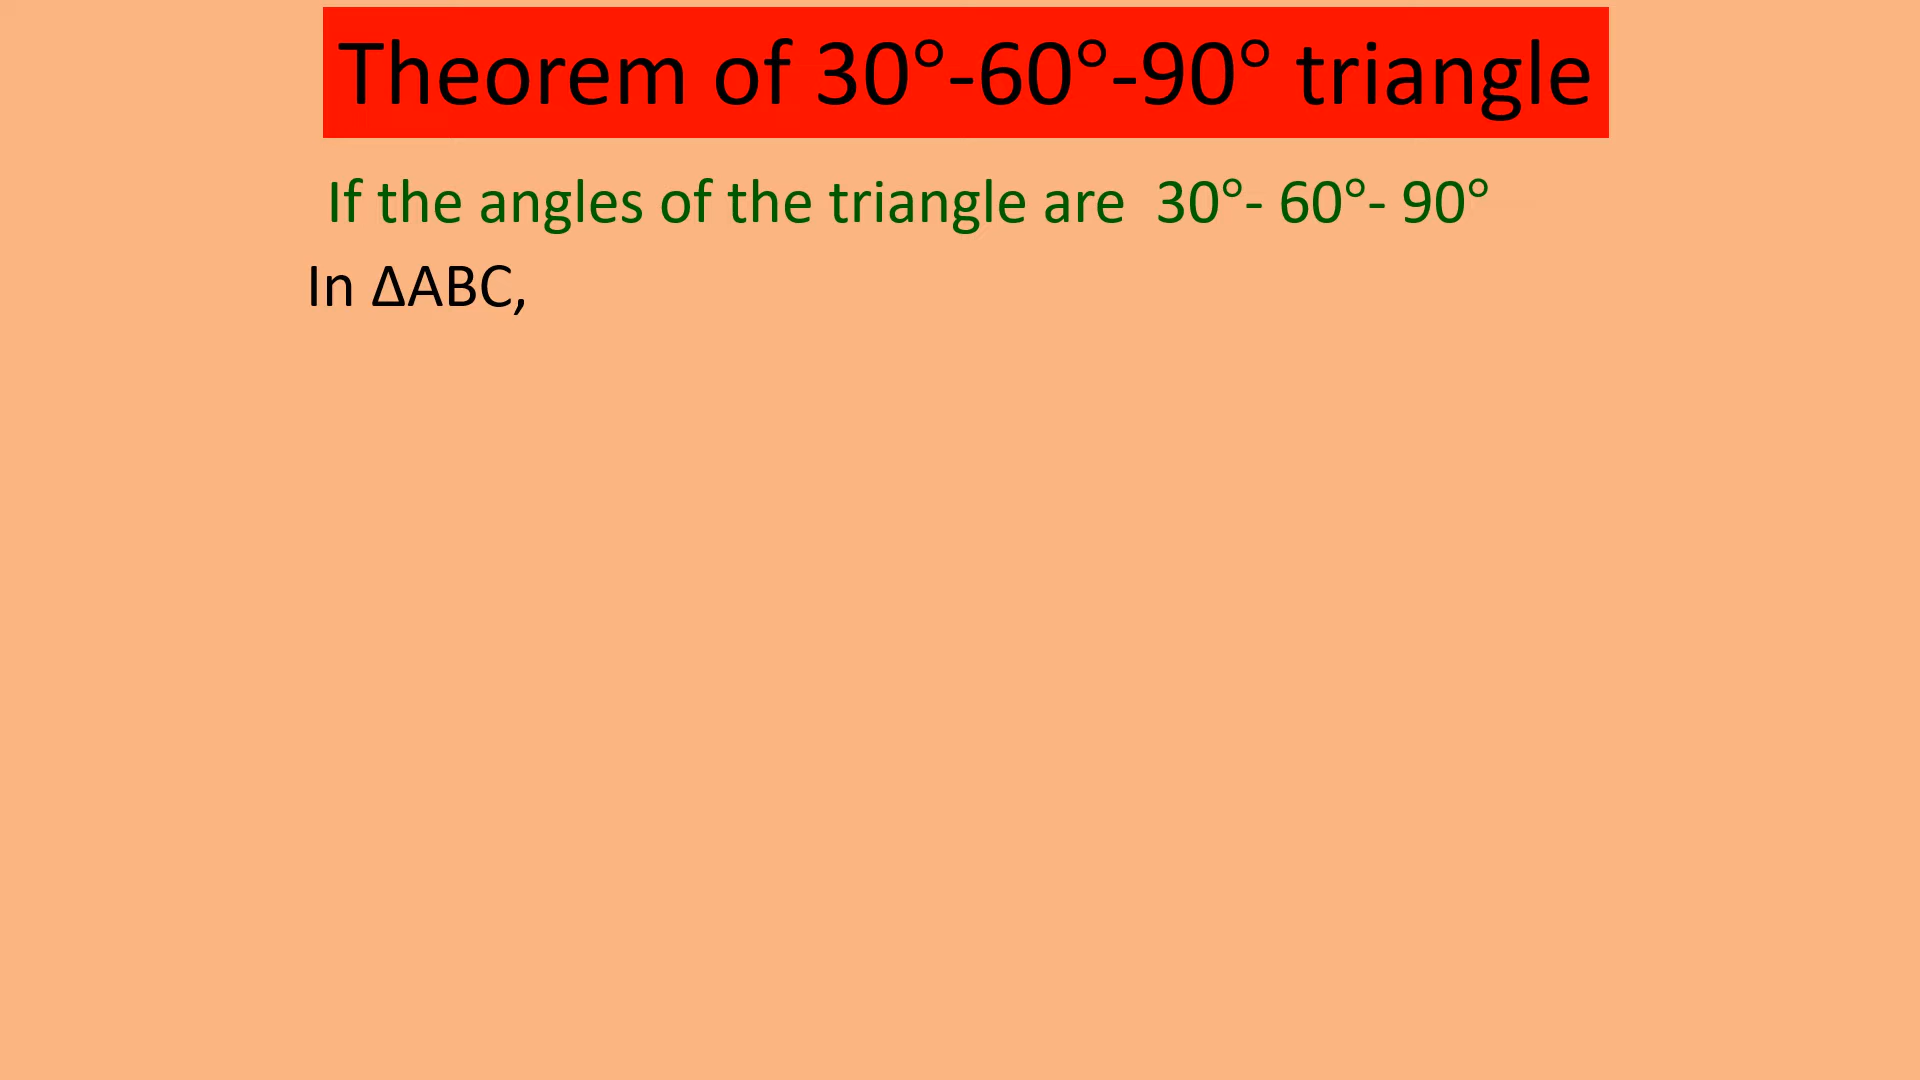 Theorem of 30°-60°-90° triangle
If the angles of the triangle are  30°- 60°- 90°
In ΔABC,